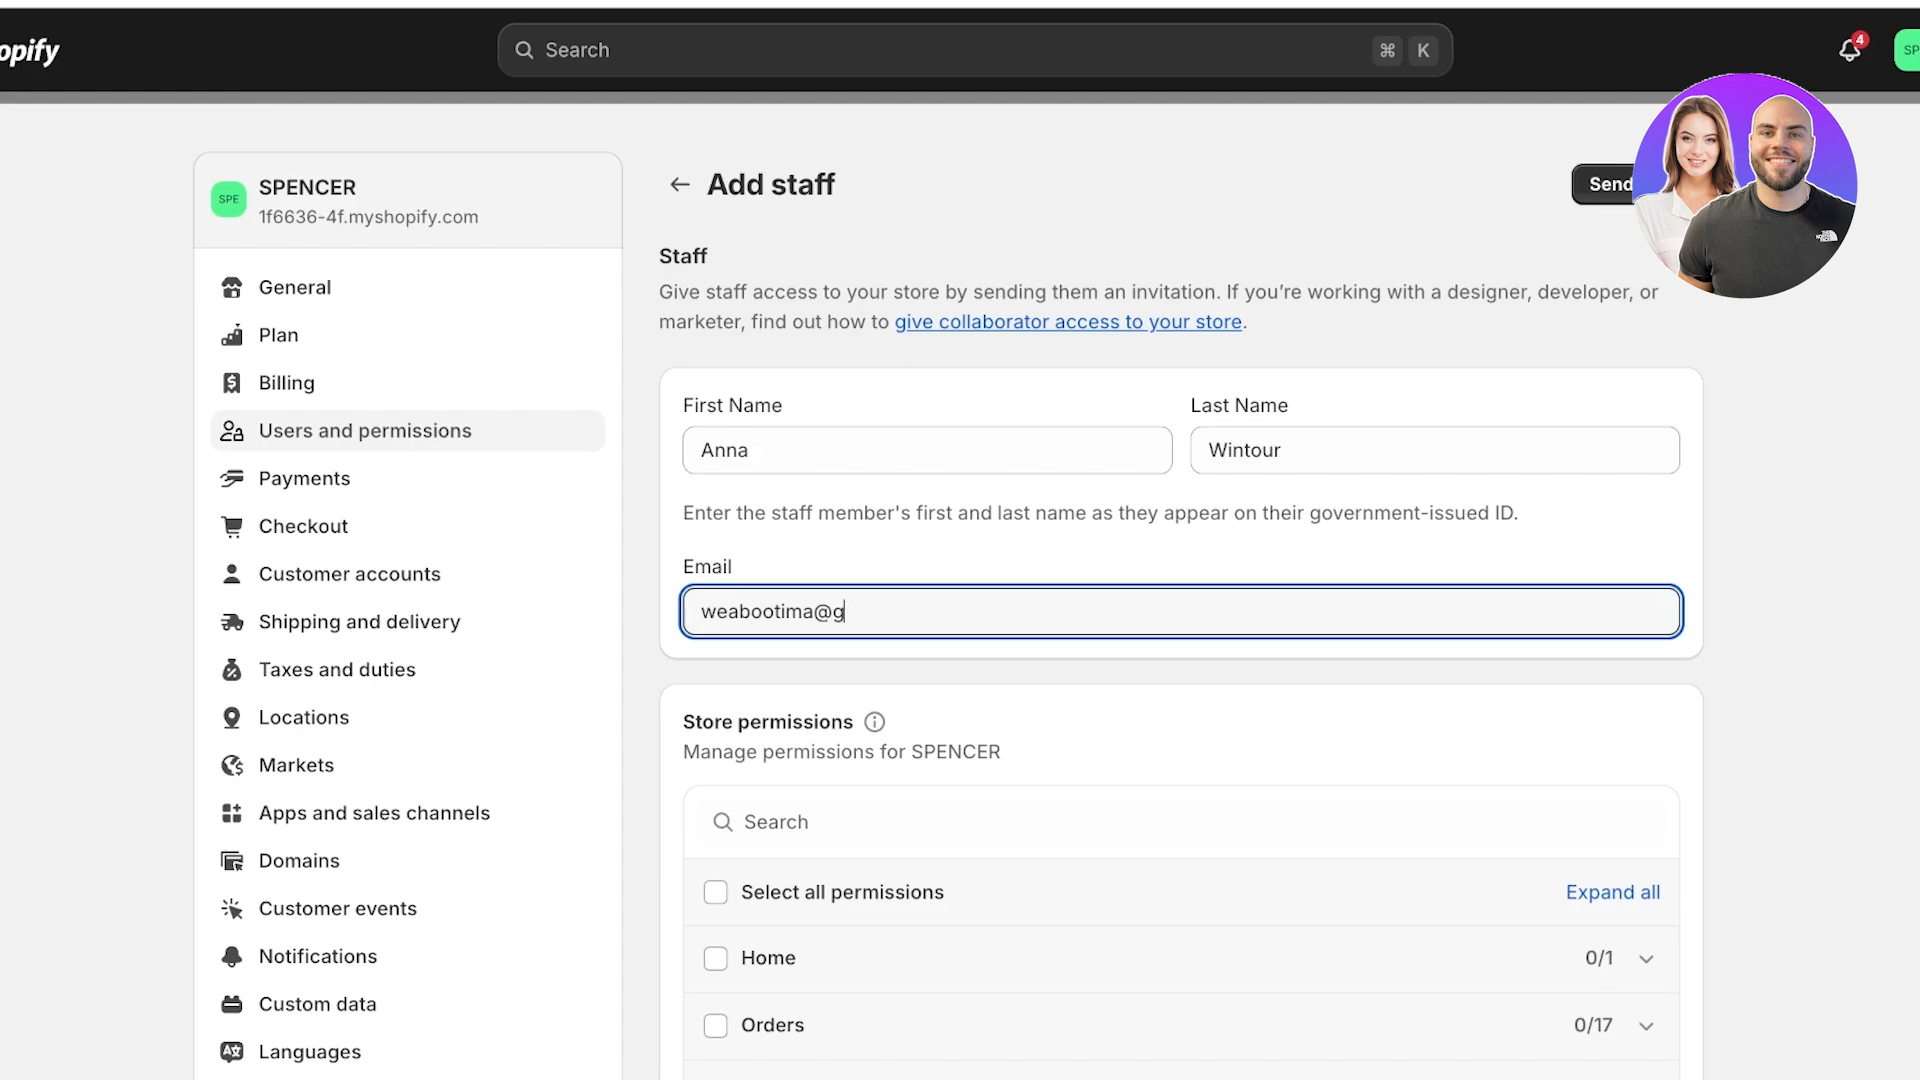 opify
Search
⌘ K
4
SP
SPE
SPENCER
1f6636-4f.myshopify.com
General
Plan
Billing
Users and permissions
Payments
Checkout
Customer accounts
Shipping and delivery
Taxes and duties
Locations
Markets
Apps and sales channels
Domains
Customer events
Notifications
Custom data
Languages
Add staff
Send
THE NORTH FACE
Staff
Give staff access to your store by sending them an invitation. If you’re working with a designer, developer, or
marketer, find out how to give collaborator access to your store.
First Name
Last Name
Anna
Wintour
Enter the staff member's first and last name as they appear on their government-issued ID.
Email
weabootima@g
Store permissions
Manage permissions for SPENCER
Search
Select all permissions
Expand all
Home
0/1
Orders
0/17